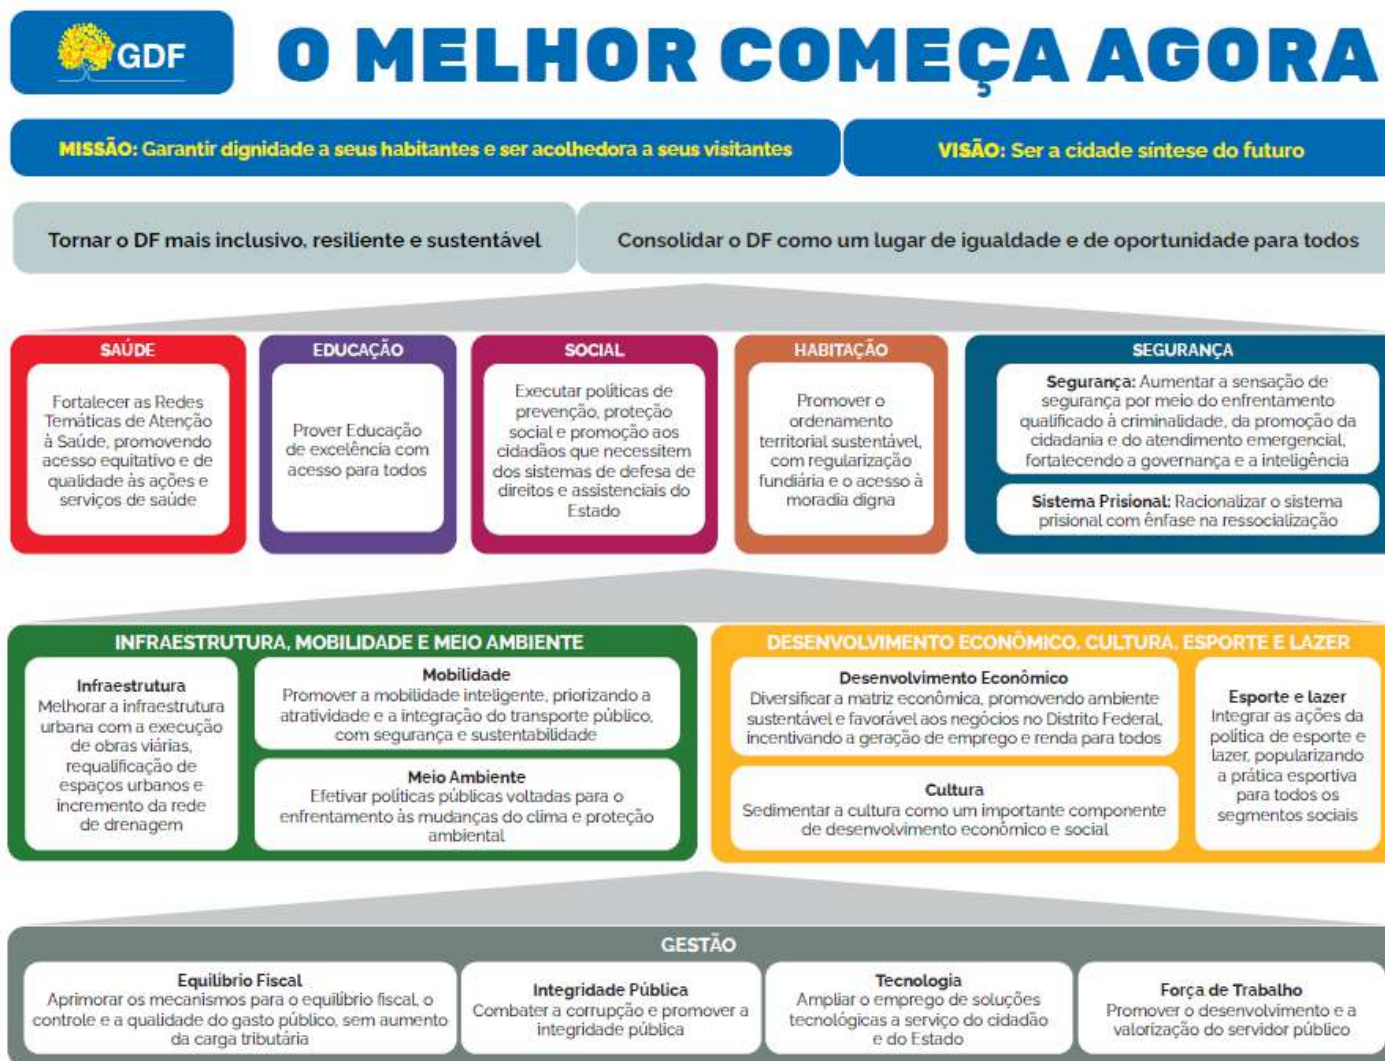 GDF
O MELHOR COMEÇA AGORA
MISSÃO: Garantir dignidade a seus habitantes e ser acolhedora a seus visitantes
VISÃO: Ser a cidade síntese do futuro
Tornar o DF mais inclusivo, resiliente e sustentável
Consolidar o DF como um lugar de igualdade e de oportunidade para todos
SAÚDE
Fortalecer as Redes
Temáticas de Atenção
à Saúde, promovendo
acesso equitativo e de
qualidade às ações e
serviços de saúde
EDUCAÇÃO
Prover Educação
de excelência com
acesso para todos
SOCIAL
Executar políticas de
prevenção, proteção
social e promoção aos
cidadãos que necessitem
dos sistemas de defesa de
direitos e assistenciais do
Estado
HABITAÇÃO
Promover o
ordenamento
territorial sustentável,
com regularização
fundiária e o acesso à
moradia digna
SEGURANÇA
Segurança: Aumentar a sensação de
segurança por meio do enfrentamento
qualificado à criminalidade, da promoção da
cidadania e do atendimento emergencial,
fortalecendo a governança e a inteligência
Sistema Prisional: Racionalizar o sistema
prisional com ênfase na ressocialização
INFRAESTRUTURA, MOBILIDADE E MEIO AMBIENTE
Infraestrutura
Melhorar a infraestrutura
urbana com a execução
de obras viárias,
requalificação de
espaços urbanos e
incremento da rede
de drenagem
Mobilidade
Promover a mobilidade inteligente, priorizando a
atratividade e a integração do transporte público,
com segurança e sustentabilidade
Meio Ambiente
Efetivar políticas públicas voltadas para o
enfrentamento às mudanças do clima e proteção
ambiental
DESENVOLVIMENTO ECONÔMICO, CULTURA, ESPORTE E LAZER
Desenvolvimento Econômico
Diversificar a matriz econômica, promovendo ambiente
sustentável e favorável aos negócios no Distrito Federal,
incentivando a geração de emprego e renda para todos
Cultura
Sedimentar a cultura como um importante componente
de desenvolvimento econômico e social
Esporte e lazer
Integrar as ações da
política de esporte e
lazer, popularizando
a prática esportiva
para todos os
segmentos sociais
GESTÃO
Equilíbrio Fiscal
Aprimorar os mecanismos para o equilíbrio fiscal, o
controle e a qualidade do gasto público, sem aumento
da carga tributária
Integridade Pública
Combater a corrupção e promover a
integridade pública
Tecnologia
Ampliar o emprego de soluções
tecnológicas a serviço do cidadão
e do Estado
Força de Trabalho
Promover o desenvolvimento e a
valorização do servidor público